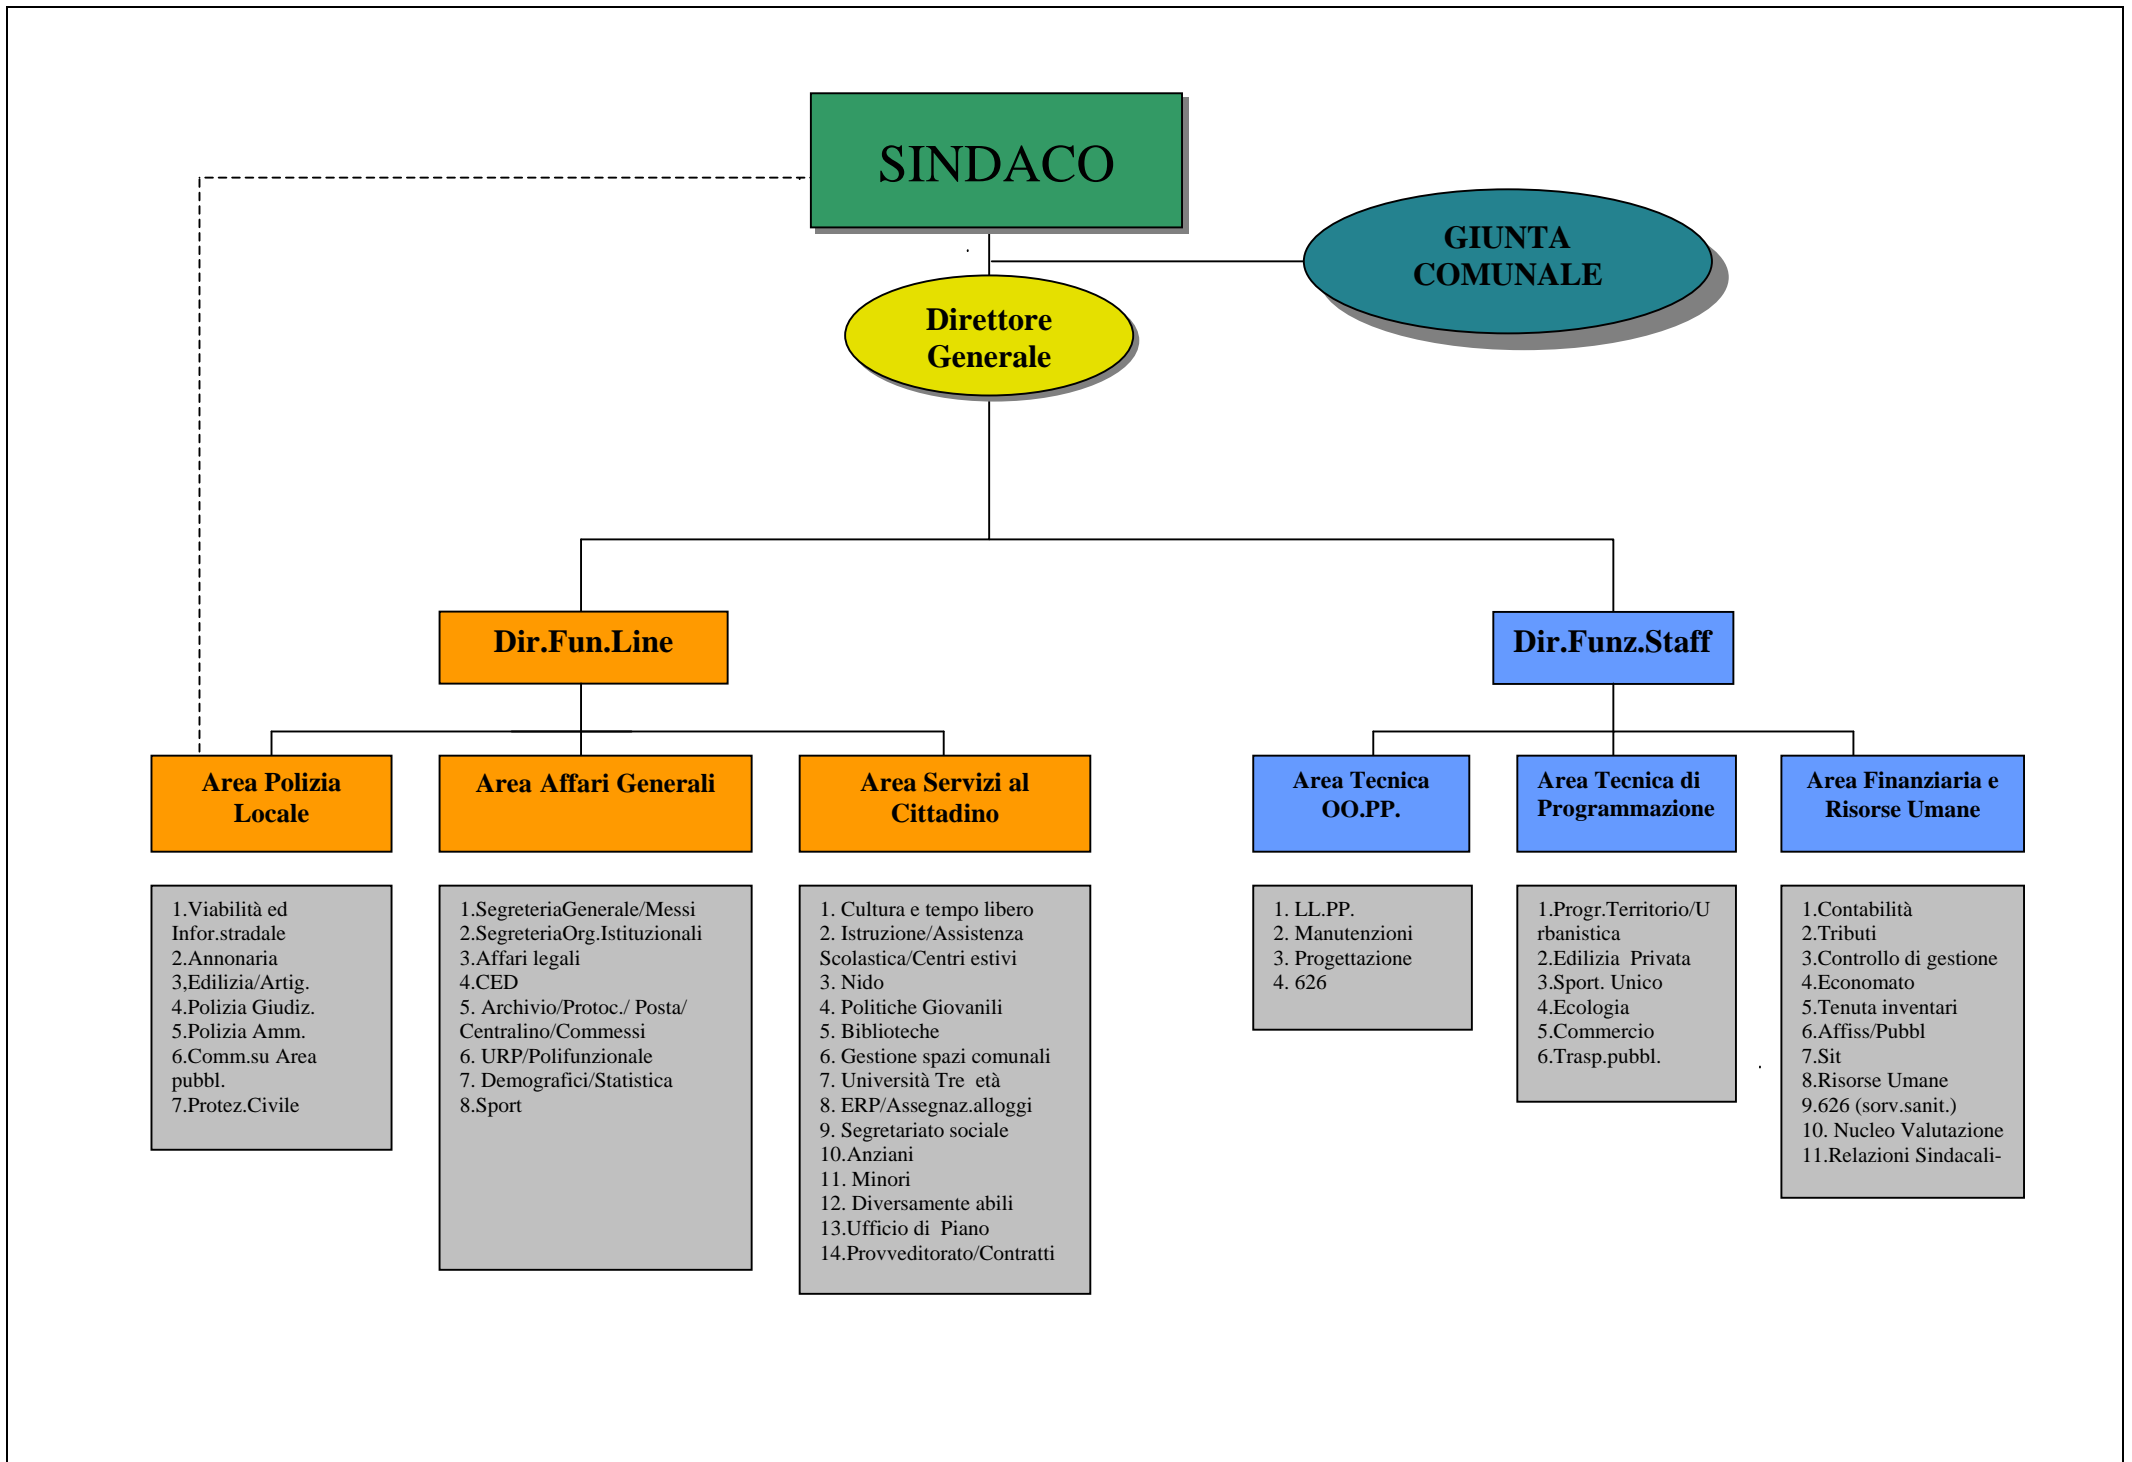 SINDACO
GIUNTA
COMUNALE
Direttore
Generale
Dir.Fun.Line
Dir.Funz.Staff
Area Polizia
Locale
Area Affari Generali
Area Servizi al
Cittadino
Area Tecnica
OO.PP.
Area Tecnica di
Programmazione
Area Finanziaria e
Risorse Umane
1.Viabilità ed
Infor.stradale
2.Annonaria
3,Edilizia/Artig.
4.Polizia Giudiz.
5.Polizia Amm.
6.Comm.su Area
pubbl.
7.Protez.Civile
1.SegreteriaGenerale/Messi
2.SegreteriaOrg.Istituzionali
3.Affari legali
4.CED
5. Archivio/Protoc./ Posta/
Centralino/Commessi
6. URP/Polifunzionale
7. Demografici/Statistica
8.Sport
1. Cultura e tempo libero
2. Istruzione/Assistenza
Scolastica/Centri estivi
3. Nido
4. Politiche Giovanili
5. Biblioteche
6. Gestione spazi comunali
7. Università Tre  età
8. ERP/Assegnaz.alloggi
9. Segretariato sociale
10.Anziani
11. Minori
12. Diversamente abili
13.Ufficio di  Piano
14.Provveditorato/Contratti
1. LL.PP.
2. Manutenzioni
3. Progettazione
4. 626
1.Progr.Territorio/U
rbanistica
2.Edilizia  Privata
3.Sport. Unico
4.Ecologia
5.Commercio
6.Trasp.pubbl.
1.Contabilità
2.Tributi
3.Controllo di gestione
4.Economato
5.Tenuta inventari
6.Affiss/Pubbl
7.Sit
8.Risorse Umane
9.626 (sorv.sanit.)
10. Nucleo Valutazione
11.Relazioni Sindacali-